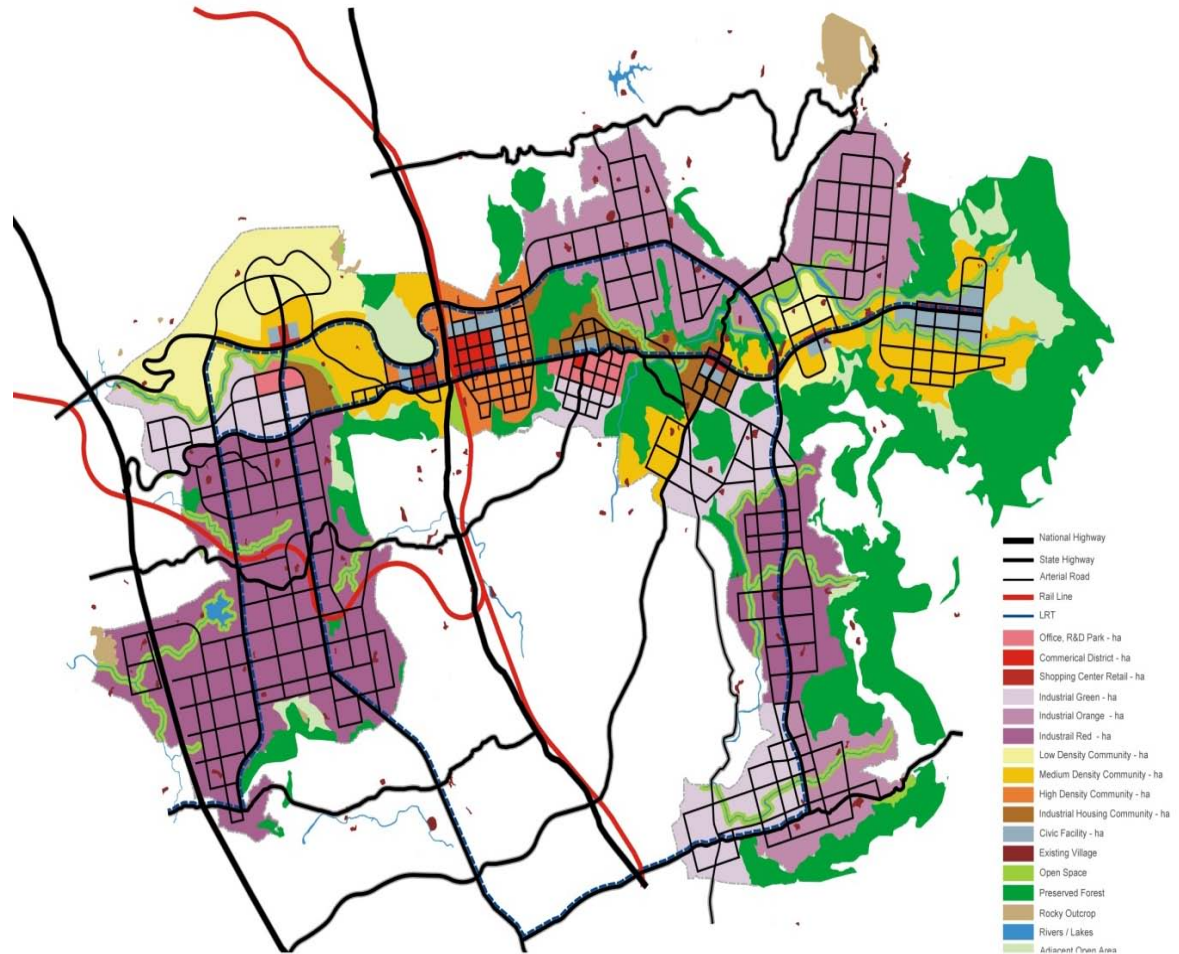 National Highway
State Highway
Arterial Road
Rail Line
LRT
Office, R&D Park - ha
Commerical District - ha
Shopping Center Retail - ha
Industrial Green - ha
Industrial Orange - ha
Industrail Red - ha
Low Density Community - ha
Medium Density Community - ha
High Density Community - ha
Industrial Housing Community - ha
Civic Facility - ha
Existing Village
Open Space
Preserved Forest
Rocky Outcrop
Rivers / Lakes
Adjacent Open Area